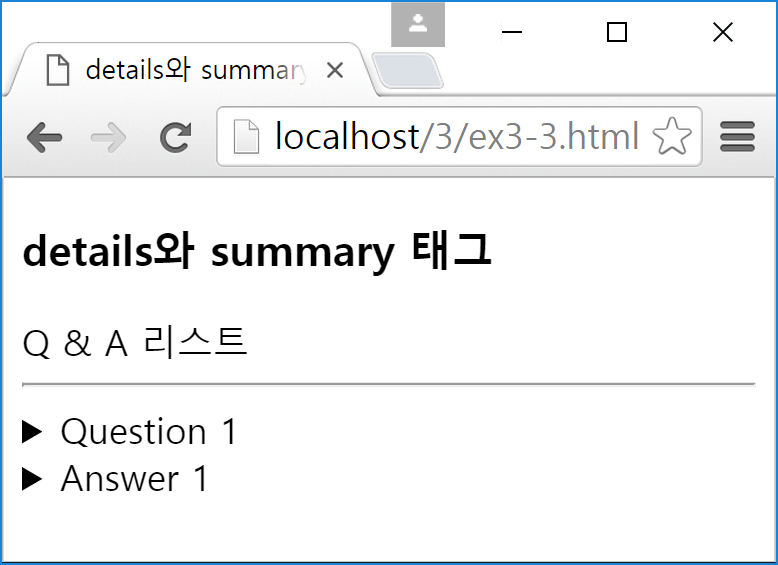 details와 summary
localhost/3/ex3-3.html
details와 summary 태그
Q & A 리스트
Question 1
Answer 1